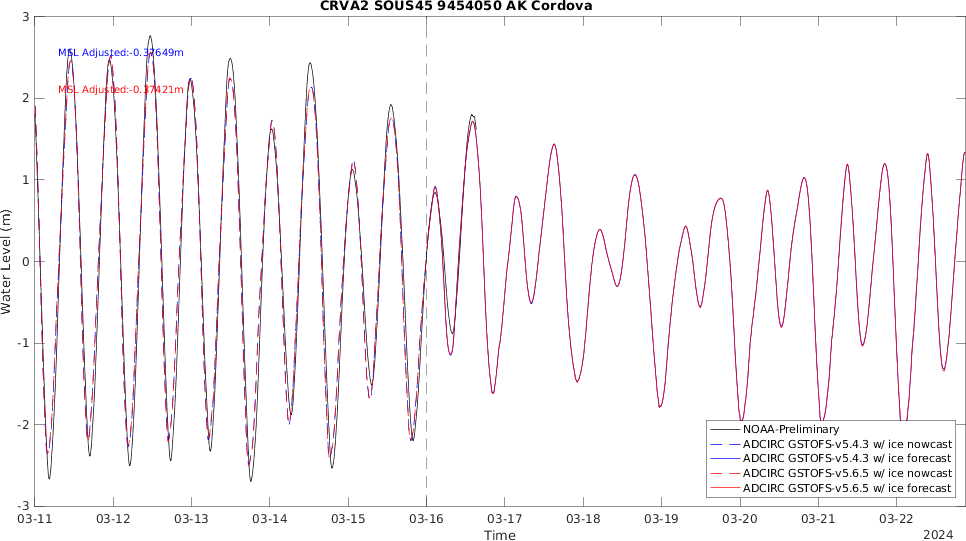 CRVA2 SOUS45 9454050 AK Cordova
3
MSL Adjusted:-0.37649m
MSL Adjusted:-0.37421m
2
1
0
-1
-2
-3
Water Level (m)
NOAA-Preliminary
ADCIRC GSTOFS-v5.4.3 w/ ice nowcast
ADCIRC GSTOFS-v5.4.3 w/ ice forecast
ADCIRC GSTOFS-v5.6.5 w/ ice nowcast
ADCIRC GSTOFS-v5.6.5 w/ ice forecast
03-11 03-12 03-13 03-14 03-15 03-16 03-17 03-18 03-19 03-20 03-21 03-22
Time
2024